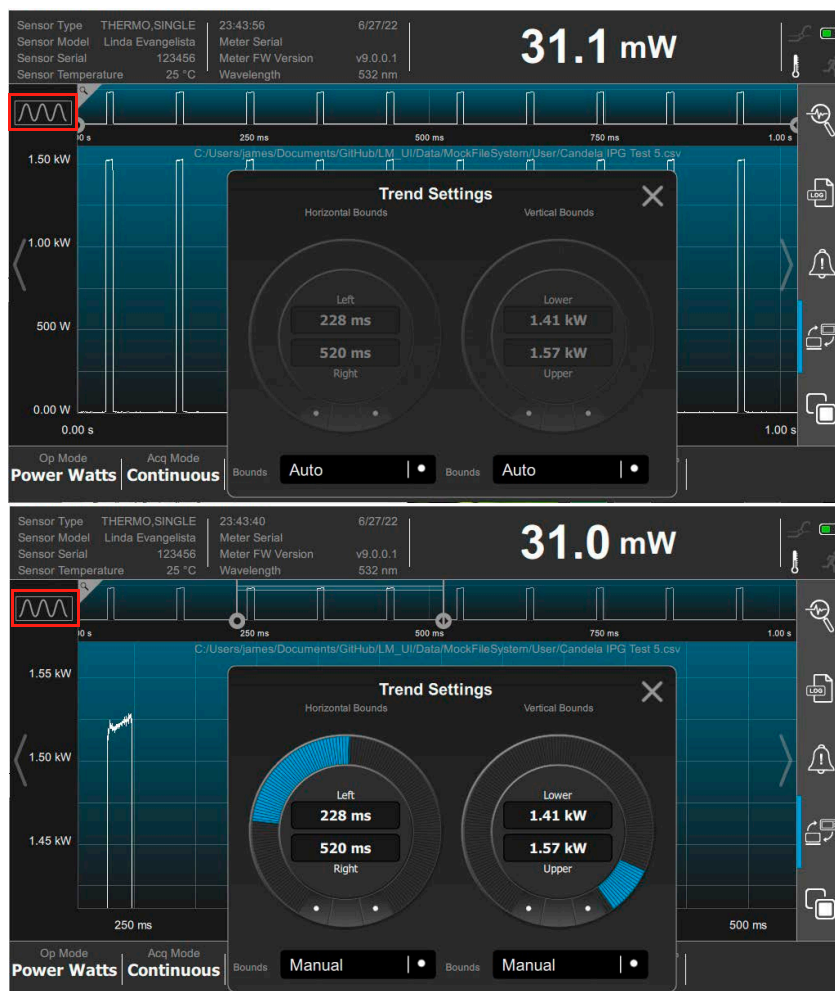 Sensor Type THERMO,SINGLE
Sensor Model Linda Evangelista
Sensor Serial 123456
Sensor Temperature 25 °C
23:43:56 6/27/22
Meter Serial
Meter FW Version v9.0.0.1
Wavelength 532 nm
31.1 mW
0 s 250 ms 500 ms 750 ms 1.00 s
C:/Users/james/Documents/GitHub/LM_UI/Data/MockFileSystem/User/Candela IPG Test 5.csv
1.50 kW
1.00 kW
500 W
0.00 W
0.00 s 1.00 s
LOG
Trend Settings
Horizontal Bounds Vertical Bounds
Left Lower
228 ms 1.41 kW
520 ms 1.57 kW
Right Upper
Bounds Auto Bounds Auto
Op Mode Acq Mode
Power Watts Continuous
Sensor Type THERMO,SINGLE
Sensor Model Linda Evangelista
Sensor Serial 123456
Sensor Temperature 25 °C
23:43:40 6/27/22
Meter Serial
Meter FW Version v9.0.0.1
Wavelength 532 nm
31.0 mW
0 s 250 ms 500 ms 750 ms 1.00 s
C:/Users/james/Documents/GitHub/LM_UI/Data/MockFileSystem/User/Candela IPG Test 5.csv
1.55 kW
1.50 kW
1.45 kW
250 ms 500 ms
LOG
Trend Settings
Horizontal Bounds Vertical Bounds
Left Lower
228 ms 1.41 kW
520 ms 1.57 kW
Right Upper
Bounds Manual Bounds Manual
Op Mode Acq Mode
Power Watts Continuous